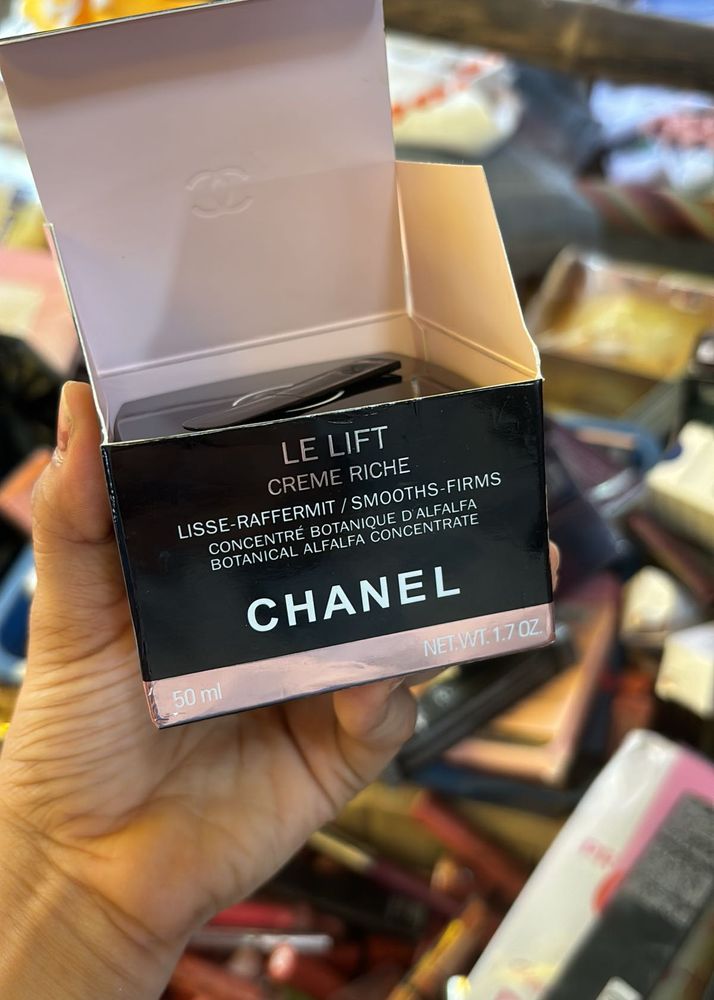 LE LIFT
CREME RICHE
LISSE-RAFFERMIT / SMOOTHS-FIRMS
CONCENTRÉ BOTANIQUE D'ALFALFA
BOTANICAL ALFALFA CONCENTRATE
CHANEL
50 ml NET.WT. 1.7 OZ.